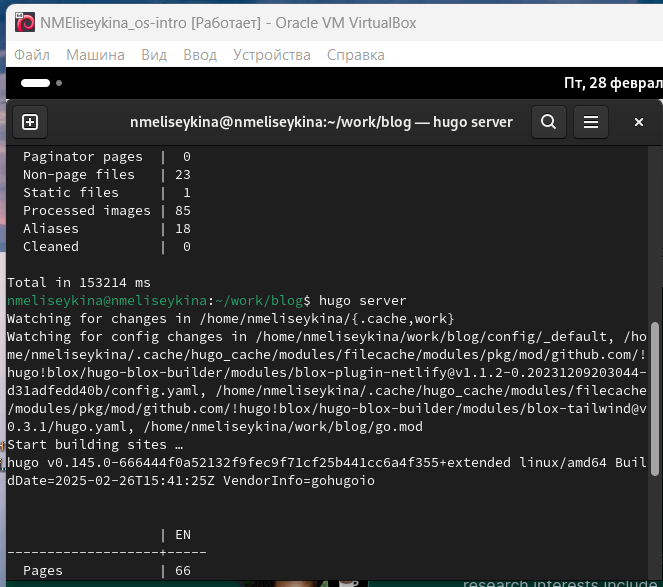 NMEliseykina_os-intro [Работает] - Oracle VM VirtualBox
Файл Машина Вид Ввод Устройства Справка
Пт, 28 феврал
nmeliseykina@nmeliseykina:~/work/blog — hugo server
Paginator pages | 0
Non-page files | 23
Static files | 1
Processed images | 85
Aliases | 18
Cleaned | 0
Total in 153214 ms
nmeliseykina@nmeliseykina:~/work/blog$ hugo server
Watching for changes in /home/nmeliseykina/{.cache,work}
Watching for config changes in /home/nmeliseykina/work/blog/config/_default, /ho
me/nmeliseykina/.cache/hugo_cache/modules/filecache/modules/pkg/mod/github.com/!
hugo!blox/hugo-blox-builder/modules/blox-plugin-netlify@v1.1.2-0.20231209203044-
d31adfedd40b/config.yaml, /home/nmeliseykina/.cache/hugo_cache/modules/filecache
/modules/pkg/mod/github.com/!hugo!blox/hugo-blox-builder/modules/blox-tailwind@v
0.3.1/hugo.yaml, /home/nmeliseykina/work/blog/go.mod
Start building sites …
hugo v0.145.0-666444f0a52132f9fec9f71cf25b441cc6a4f355+extended linux/amd64 Buil
dDate=2025-02-26T15:41:25Z VendorInfo=gohugoio
| EN
-------------------+-----
Pages | 66
research interests include